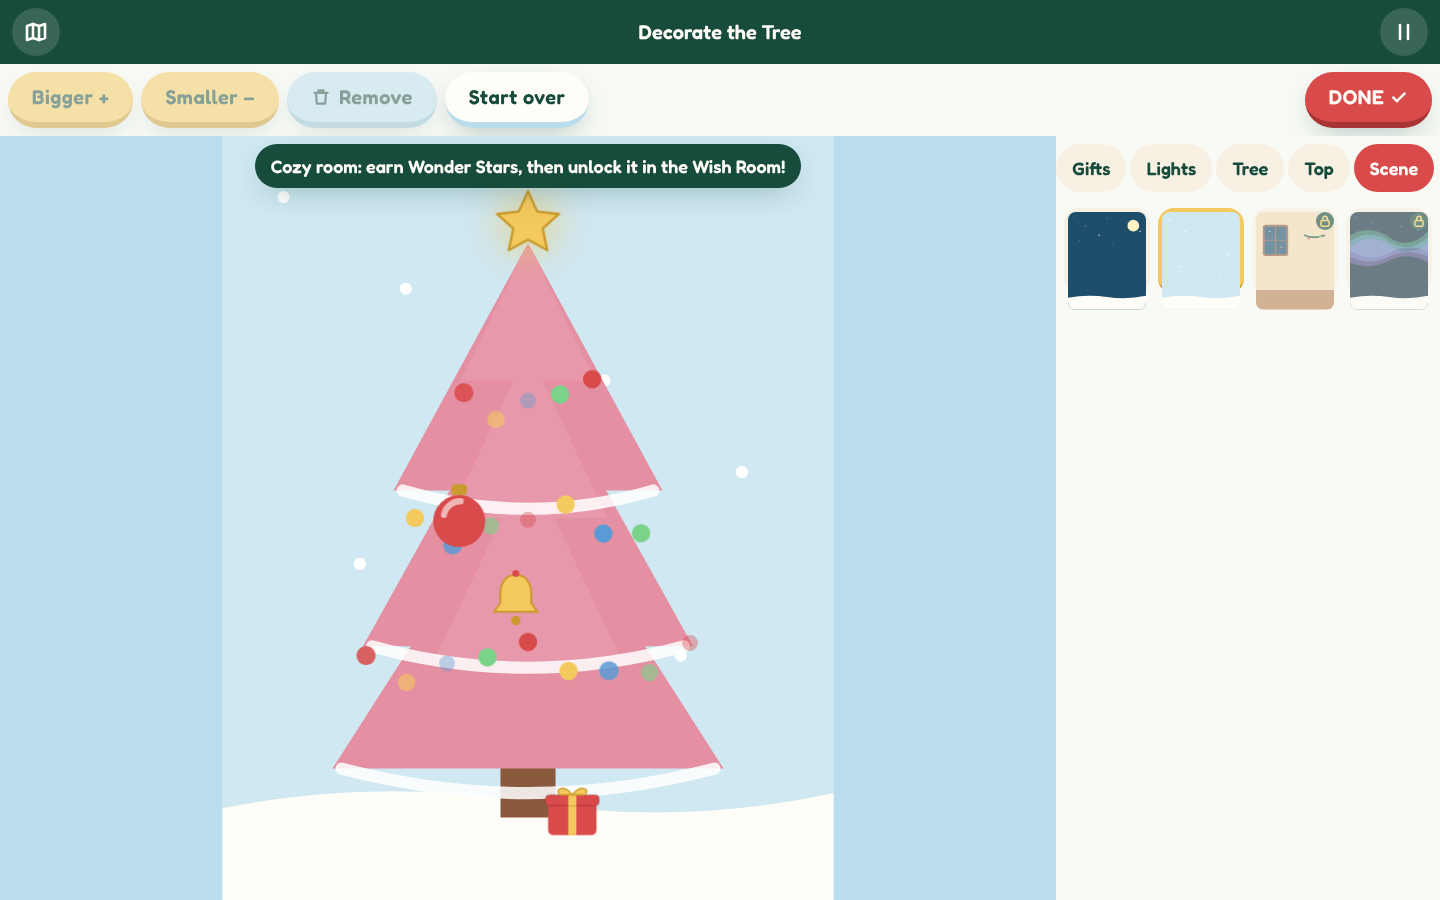 Decorate the Tree
Bigger +
Smaller –
Remove
Start over
DONE
Cozy room: earn Wonder Stars, then unlock it in the Wish Room!
Gifts
Lights
Tree
Top
Scene